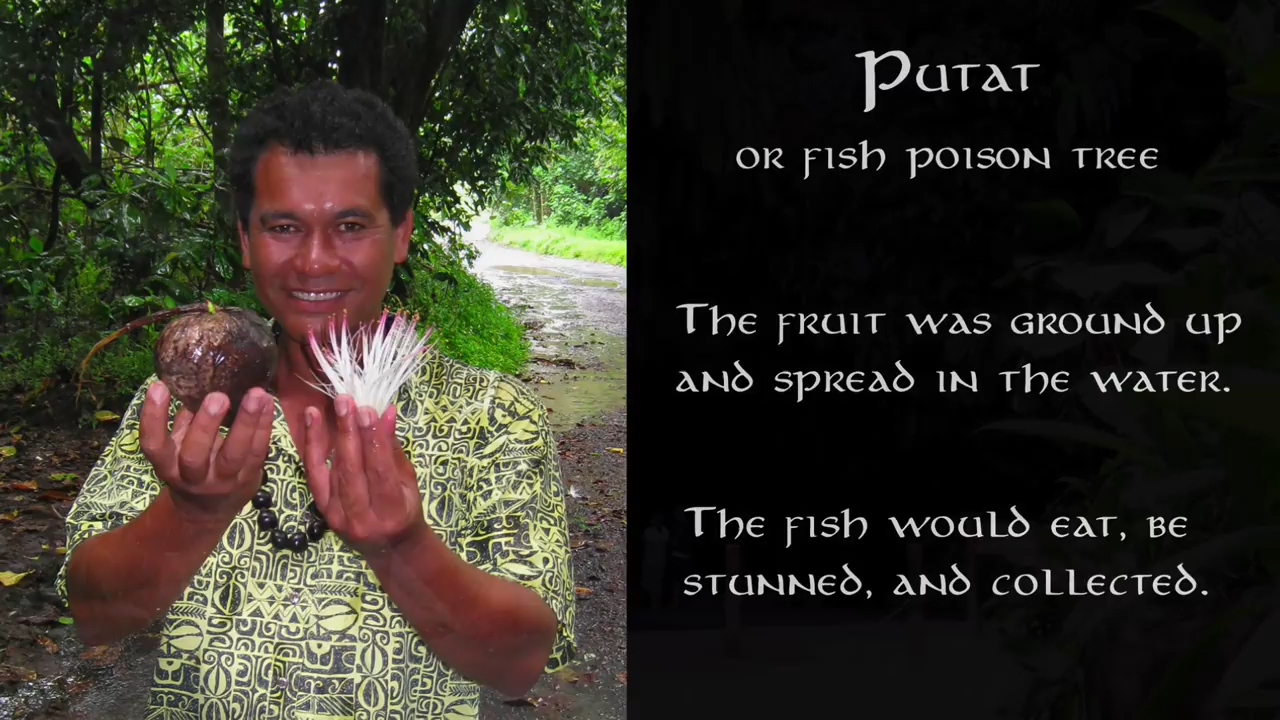 Putat
or fish poison tree
The fruit was ground up
and spread in the water.
The fish would eat, be
stunned, and collected.